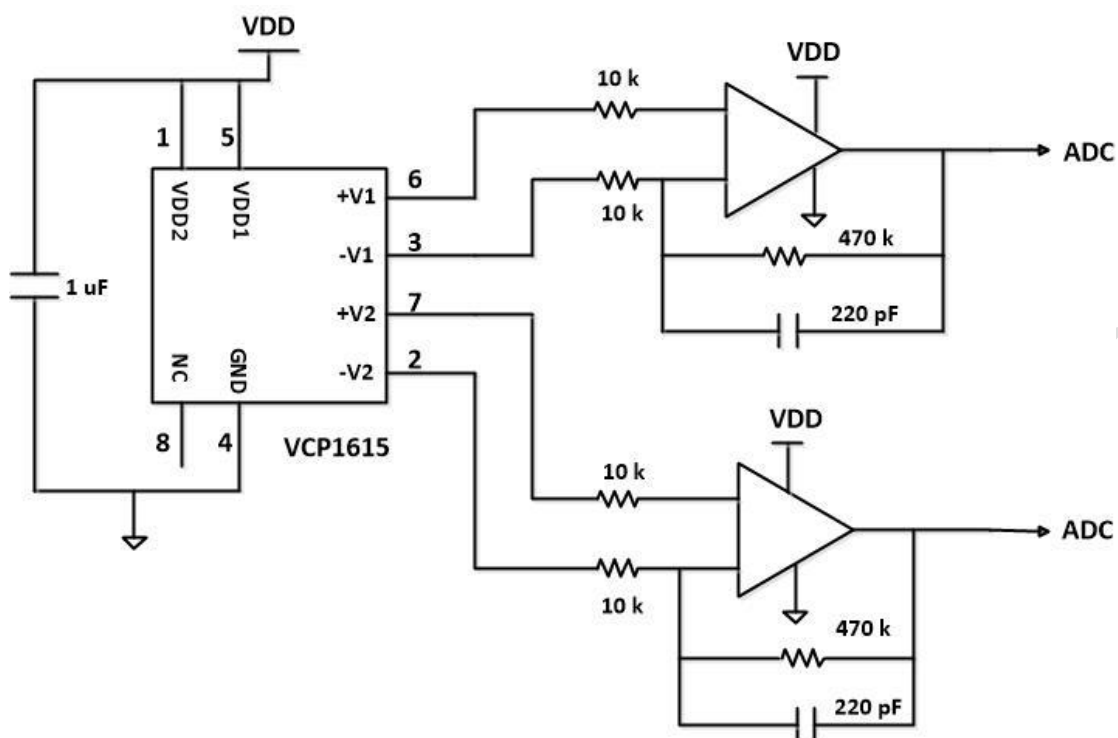 VDD
VDD
10 k
1
5
6
ADC
VDD2
VDD1
+V1
10 k
3
470 k
-V1
1 uF
7
220 pF
+V2
NC
GND
2
-V2
VDD
8
4
VCP1615
10 k
ADC
10 k
470 k
220 pF